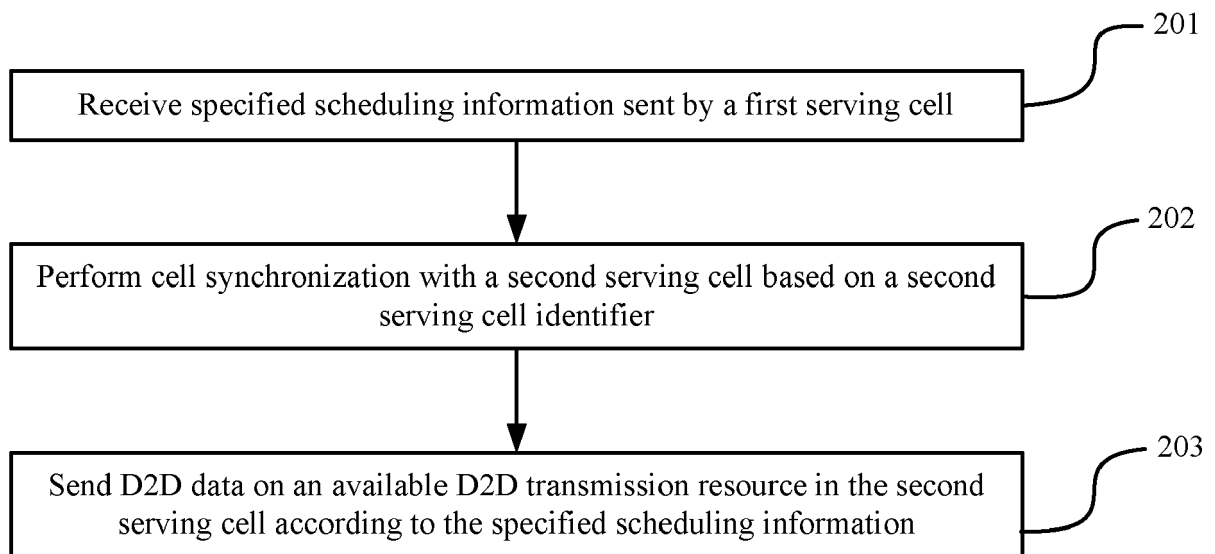 201
Receive specified scheduling information sent by a first serving cell
202
Perform cell synchronization with a second serving cell based on a second
serving cell identifier
203
Send D2D data on an available D2D transmission resource in the second
serving cell according to the specified scheduling information